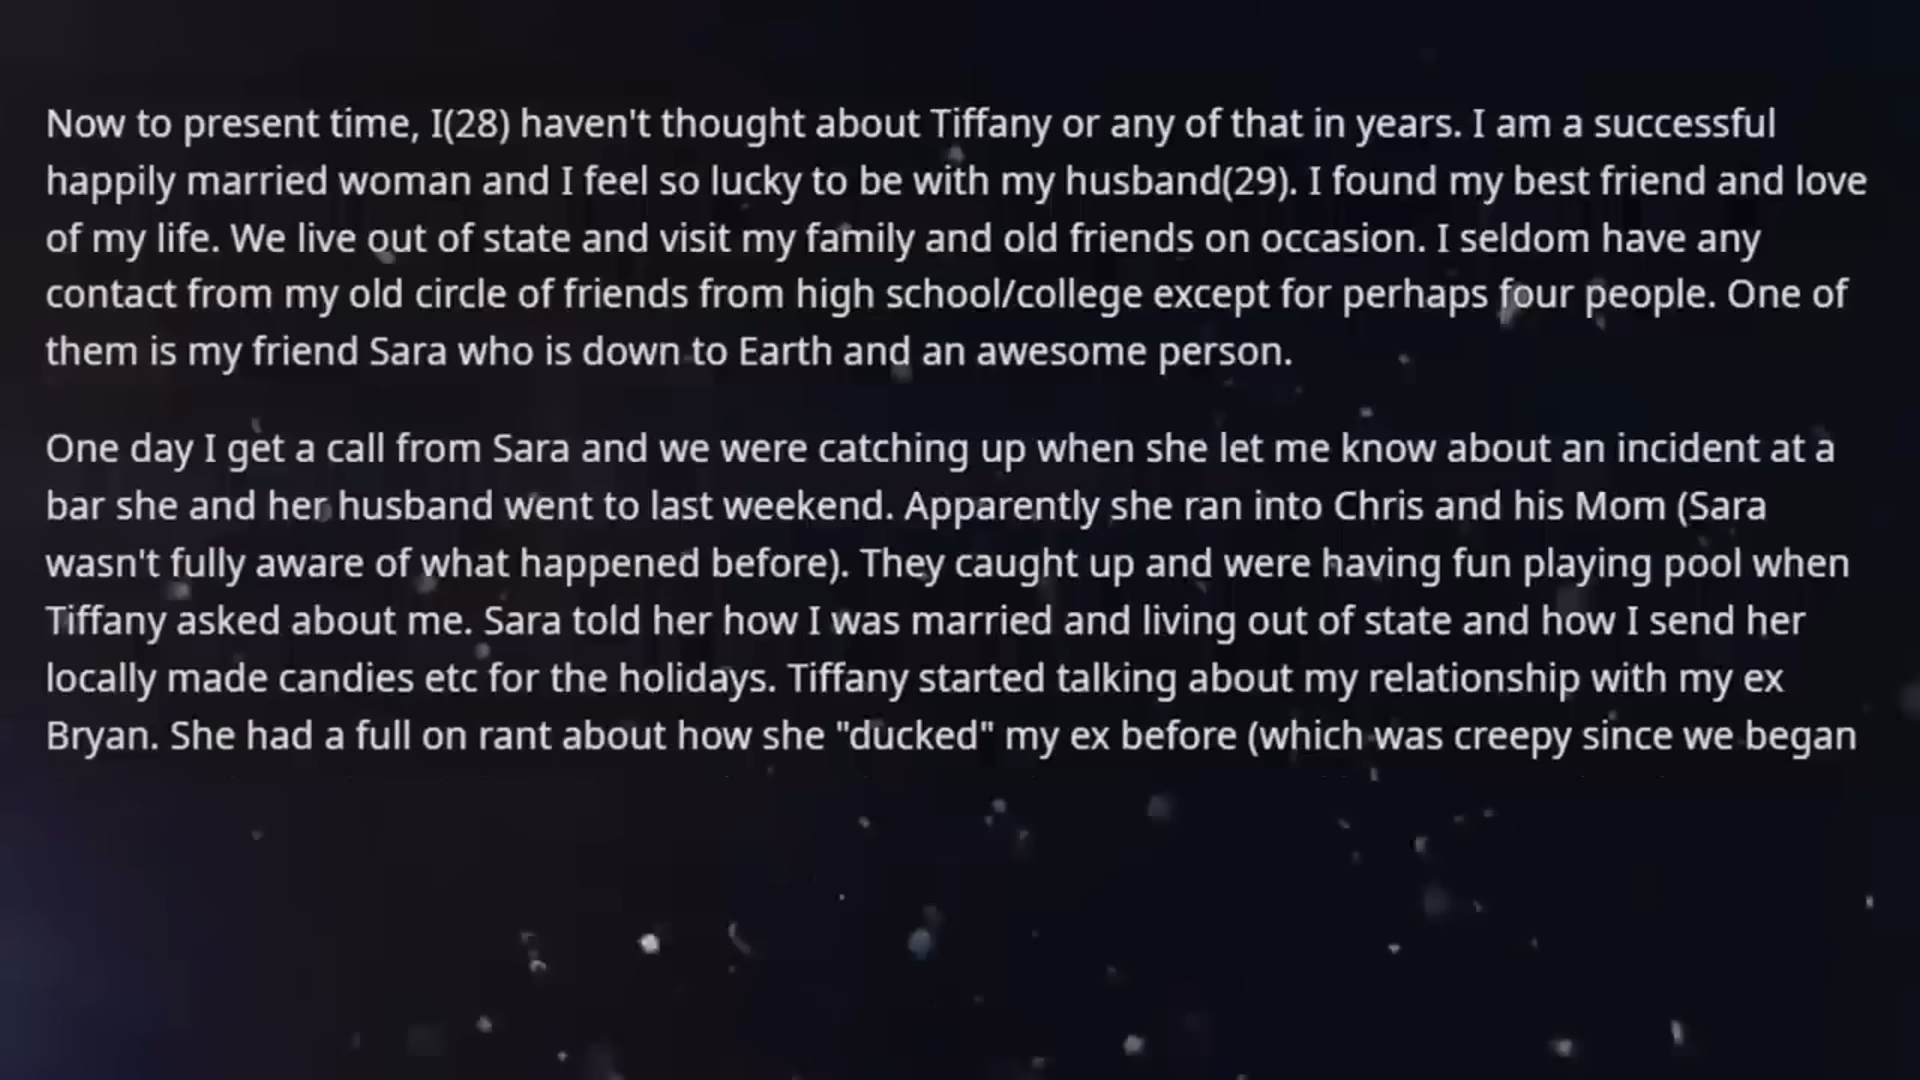 Now to present time, I(28) haven't thought about Tiffany or any of that in years. I am a successful
happily married woman and I feel so lucky to be with my husband(29). I found my best friend and love
of my life. We live out of state and visit my family and old friends on occasion. I seldom have any
contact from my old circle of friends from high school/college except for perhaps four people. One of
them is my friend Sara who is down to Earth and an awesome person.
One day I get a call from Sara and we were catching up when she let me know about an incident at a
bar she and her husband went to last weekend. Apparently she ran into Chris and his Mom (Sara
wasn't fully aware of what happened before). They caught up and were having fun playing pool when
Tiffany asked about me. Sara told her how I was married and living out of state and how I send her
locally made candies etc for the holidays. Tiffany started talking about my relationship with my ex
Bryan. She had a full on rant about how she "ducked" my ex before (which was creepy since we began